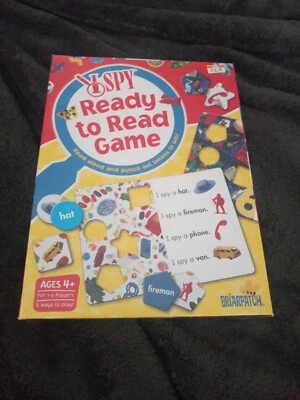 I SPY
Ready
to Read
Game
Read aloud and punch out tokens to win!
hat
I spy a hat.
I spy a fireman.
I spy a phone.
I spy a van.
fireman
AGES 4+
For 1-4 Players
5 ways to play!
BRIARPATCH